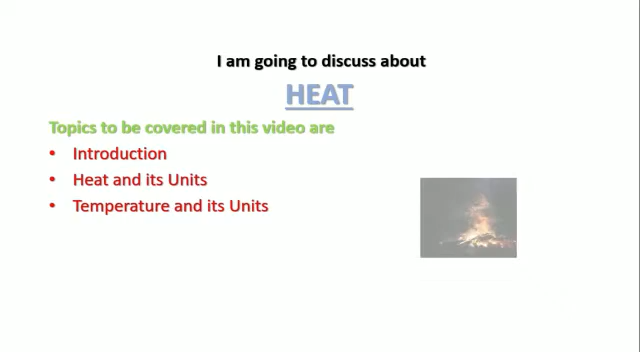 I am going to discuss about
HEAT
Topics to be covered in this video are
• Introduction
• Heat and its Units
• Temperature and its Units